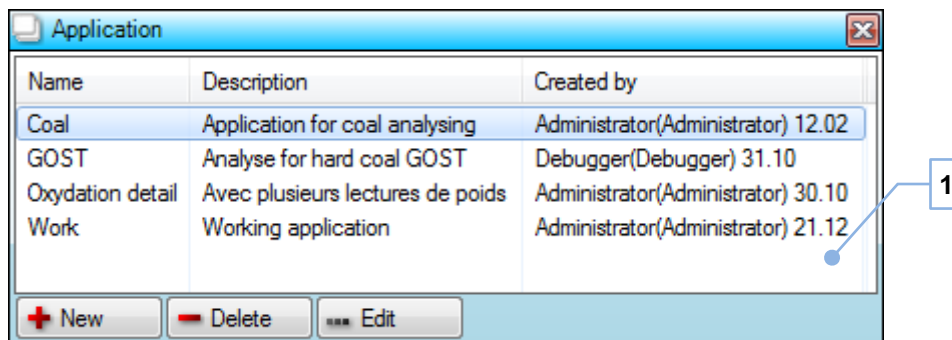 Application
Name Description Created by
Coal Application for coal analysing Administrator(Administrator) 12.02
GOST Analyse for hard coal GOST Debugger(Debugger) 31.10
Oxydation detail Avec plusieurs lectures de poids Administrator(Administrator) 30.10
Work Working application Administrator(Administrator) 21.12
1
New Delete Edit